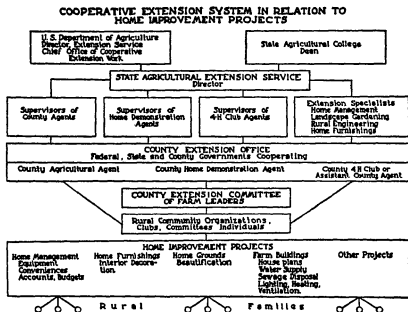 COOPERATIVE EXTENSION SYSTEM IN RELATION TO
HOME IMPROVEMENT PROJECTS
U.S. Department of Agriculture
Director, Extension Service
Chief Office of Cooperative
Extension Work
State Agricultural College
Dean
STATE AGRICULTURAL EXTENSION SERVICE
Director
Supervisors of
County Agents
Supervisors of
Home Demonstration
Agents
Supervisors of
4-H Club Agents
Extension Specialists
Home Management
Landscape Gardening
Rural Engineering
Home Furnishings
COUNTY EXTENSION OFFICE
Federal, State and County Governments Cooperating
County Agricultural Agent
County Home Demonstration Agent
County 4H Club or
Assistant County Agent
COUNTY EXTENSION COMMITTEE
OF FARM LEADERS
Rural Community Organizations,
Clubs, Committees Individuals
HOME IMPROVEMENT PROJECTS
Home Management
Equipment
Conveniences
Accounts, Budgets
Home Furnishings
Interior Decora-
tion.
Home Grounds
Beautification
Farm Buildings
House plans
Water Supply
Sewage Disposal
Lighting, Heating,
Ventilation.
Other Projects
Rural Families